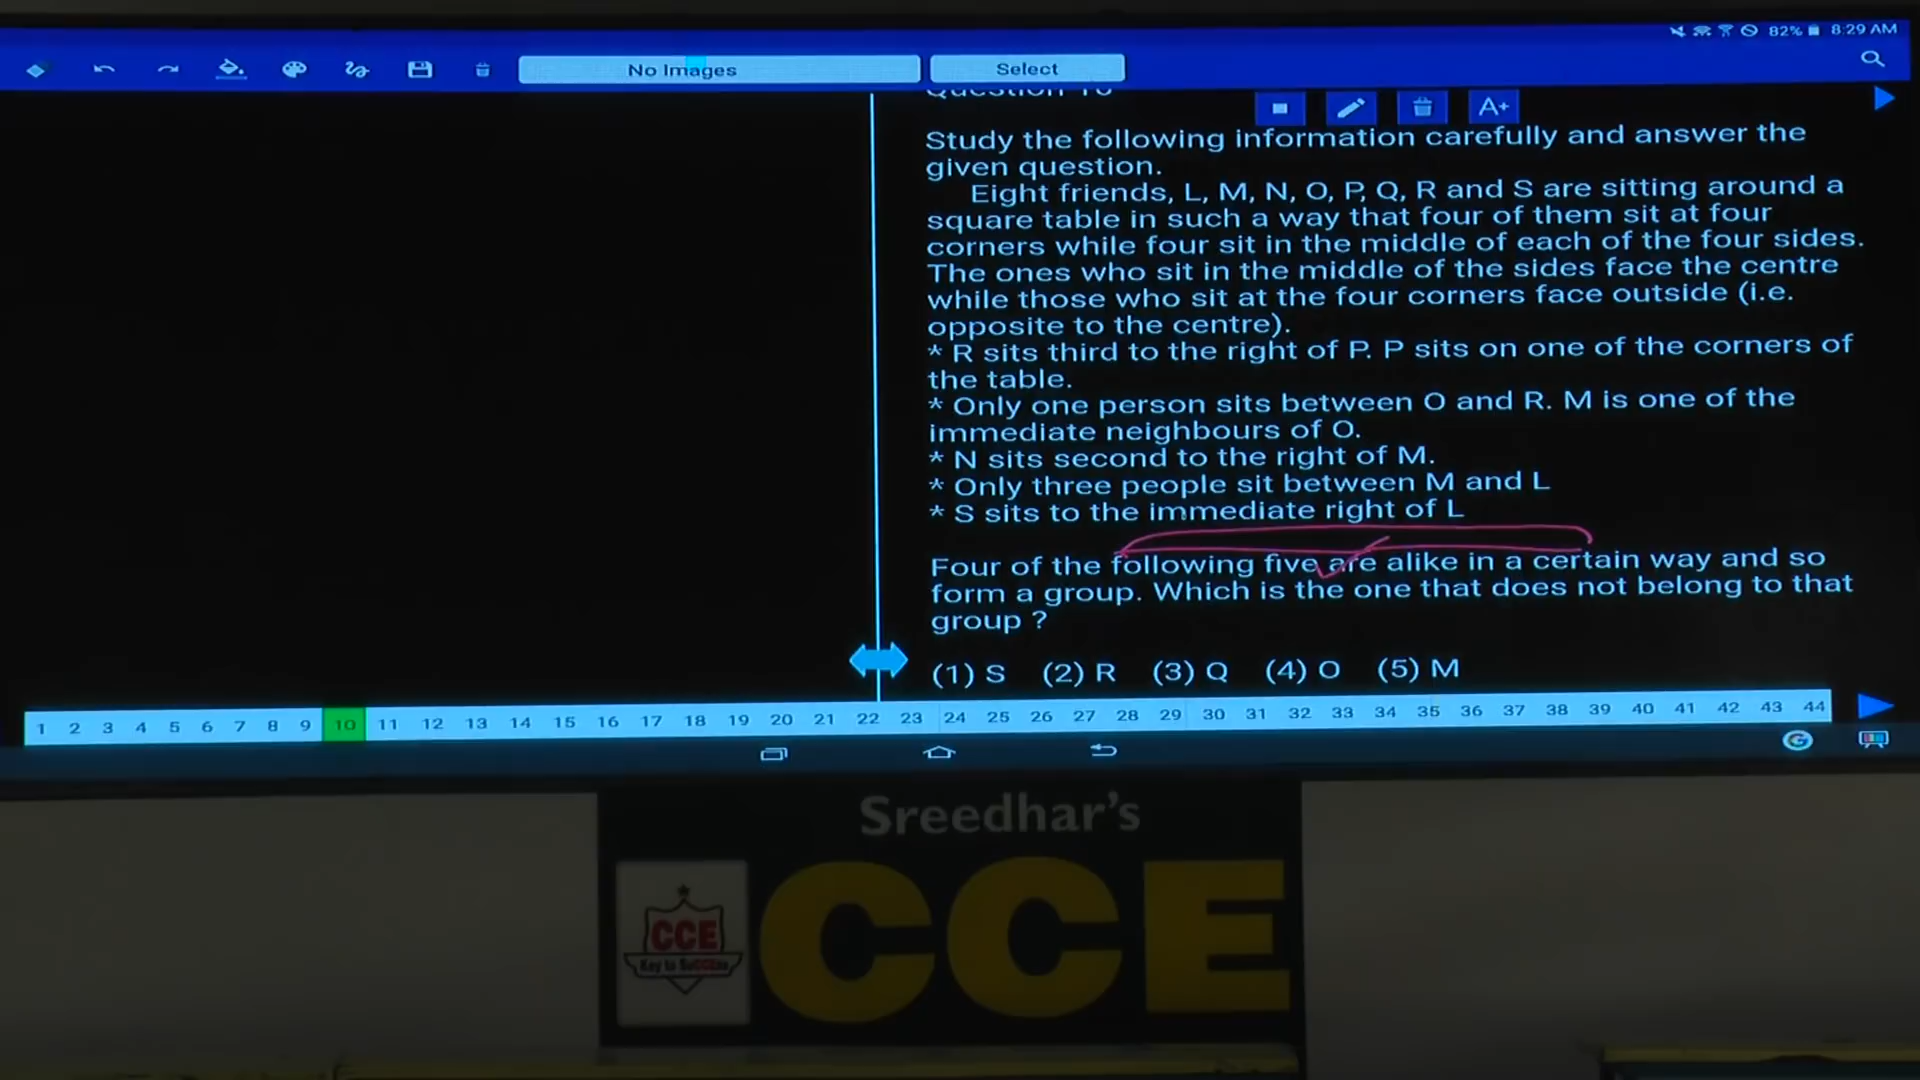 82% 8:29 AM
No Images Select
Question 10
A+
Study the following information carefully and answer the
given question.
Eight friends, L, M, N, O, P, Q, R and S are sitting around a
square table in such a way that four of them sit at four
corners while four sit in the middle of each of the four sides.
The ones who sit in the middle of the sides face the centre
while those who sit at the four corners face outside (i.e.
opposite to the centre).
* R sits third to the right of P. P sits on one of the corners of
the table.
* Only one person sits between O and R. M is one of the
immediate neighbours of O.
* N sits second to the right of M.
* Only three people sit between M and L
* S sits to the immediate right of L
Four of the following five are alike in a certain way and so
form a group. Which is the one that does not belong to that
group ?
(1) S (2) R (3) Q (4) O (5) M
1 2 3 4 5 6 7 8 9 10 11 12 13 14 15 16 17 18 19 20 21 22 23 24 25 26 27 28 29 30 31 32 33 34 35 36 37 38 39 40 41 42 43 44
G
Sreedhar's
CCE
CCE
Key to Success